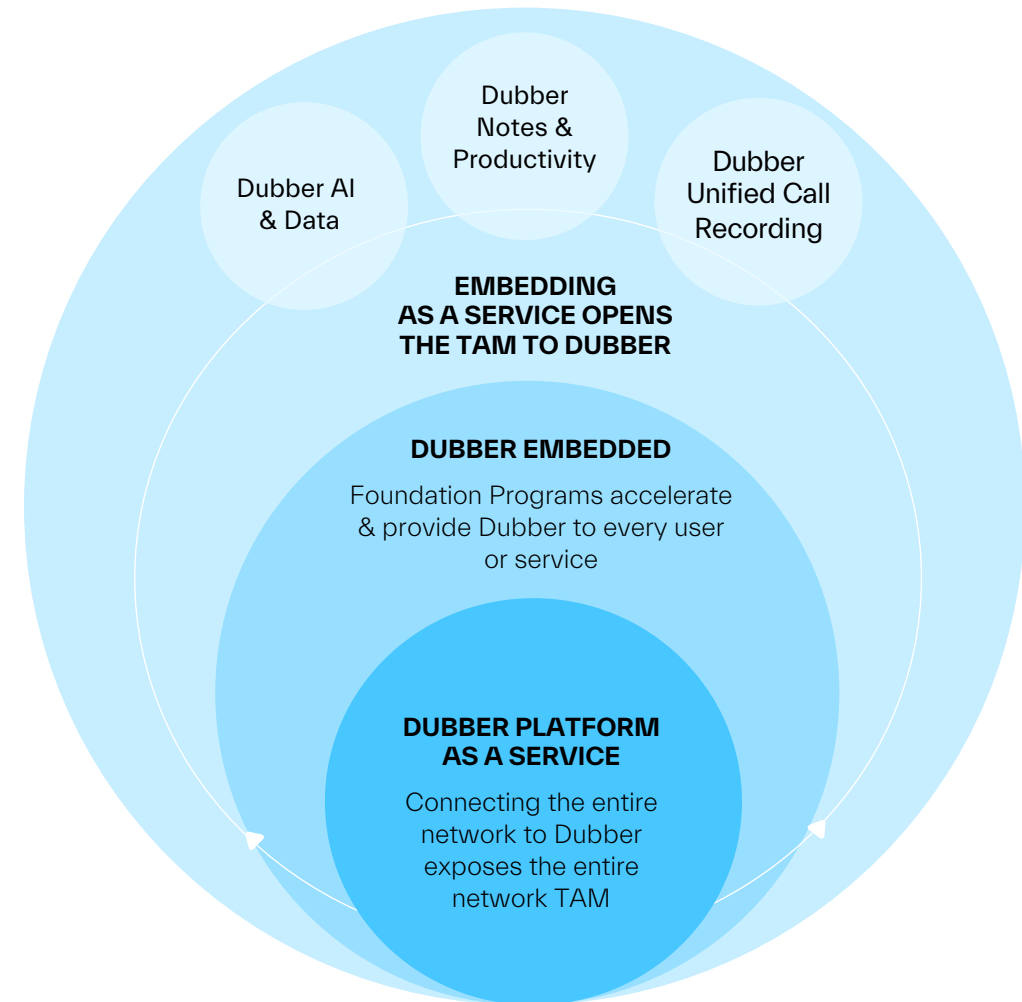 Dubber
Notes &
Productivity
Dubber AI
& Data
Dubber
Unified Call
Recording
EMBEDDING
AS A SERVICE OPENS
THE TAM TO DUBBER
DUBBER EMBEDDED
Foundation Programs accelerate
& provide Dubber to every user
or service
DUBBER PLATFORM
AS A SERVICE
Connecting the entire
network to Dubber
exposes the entire
network TAM